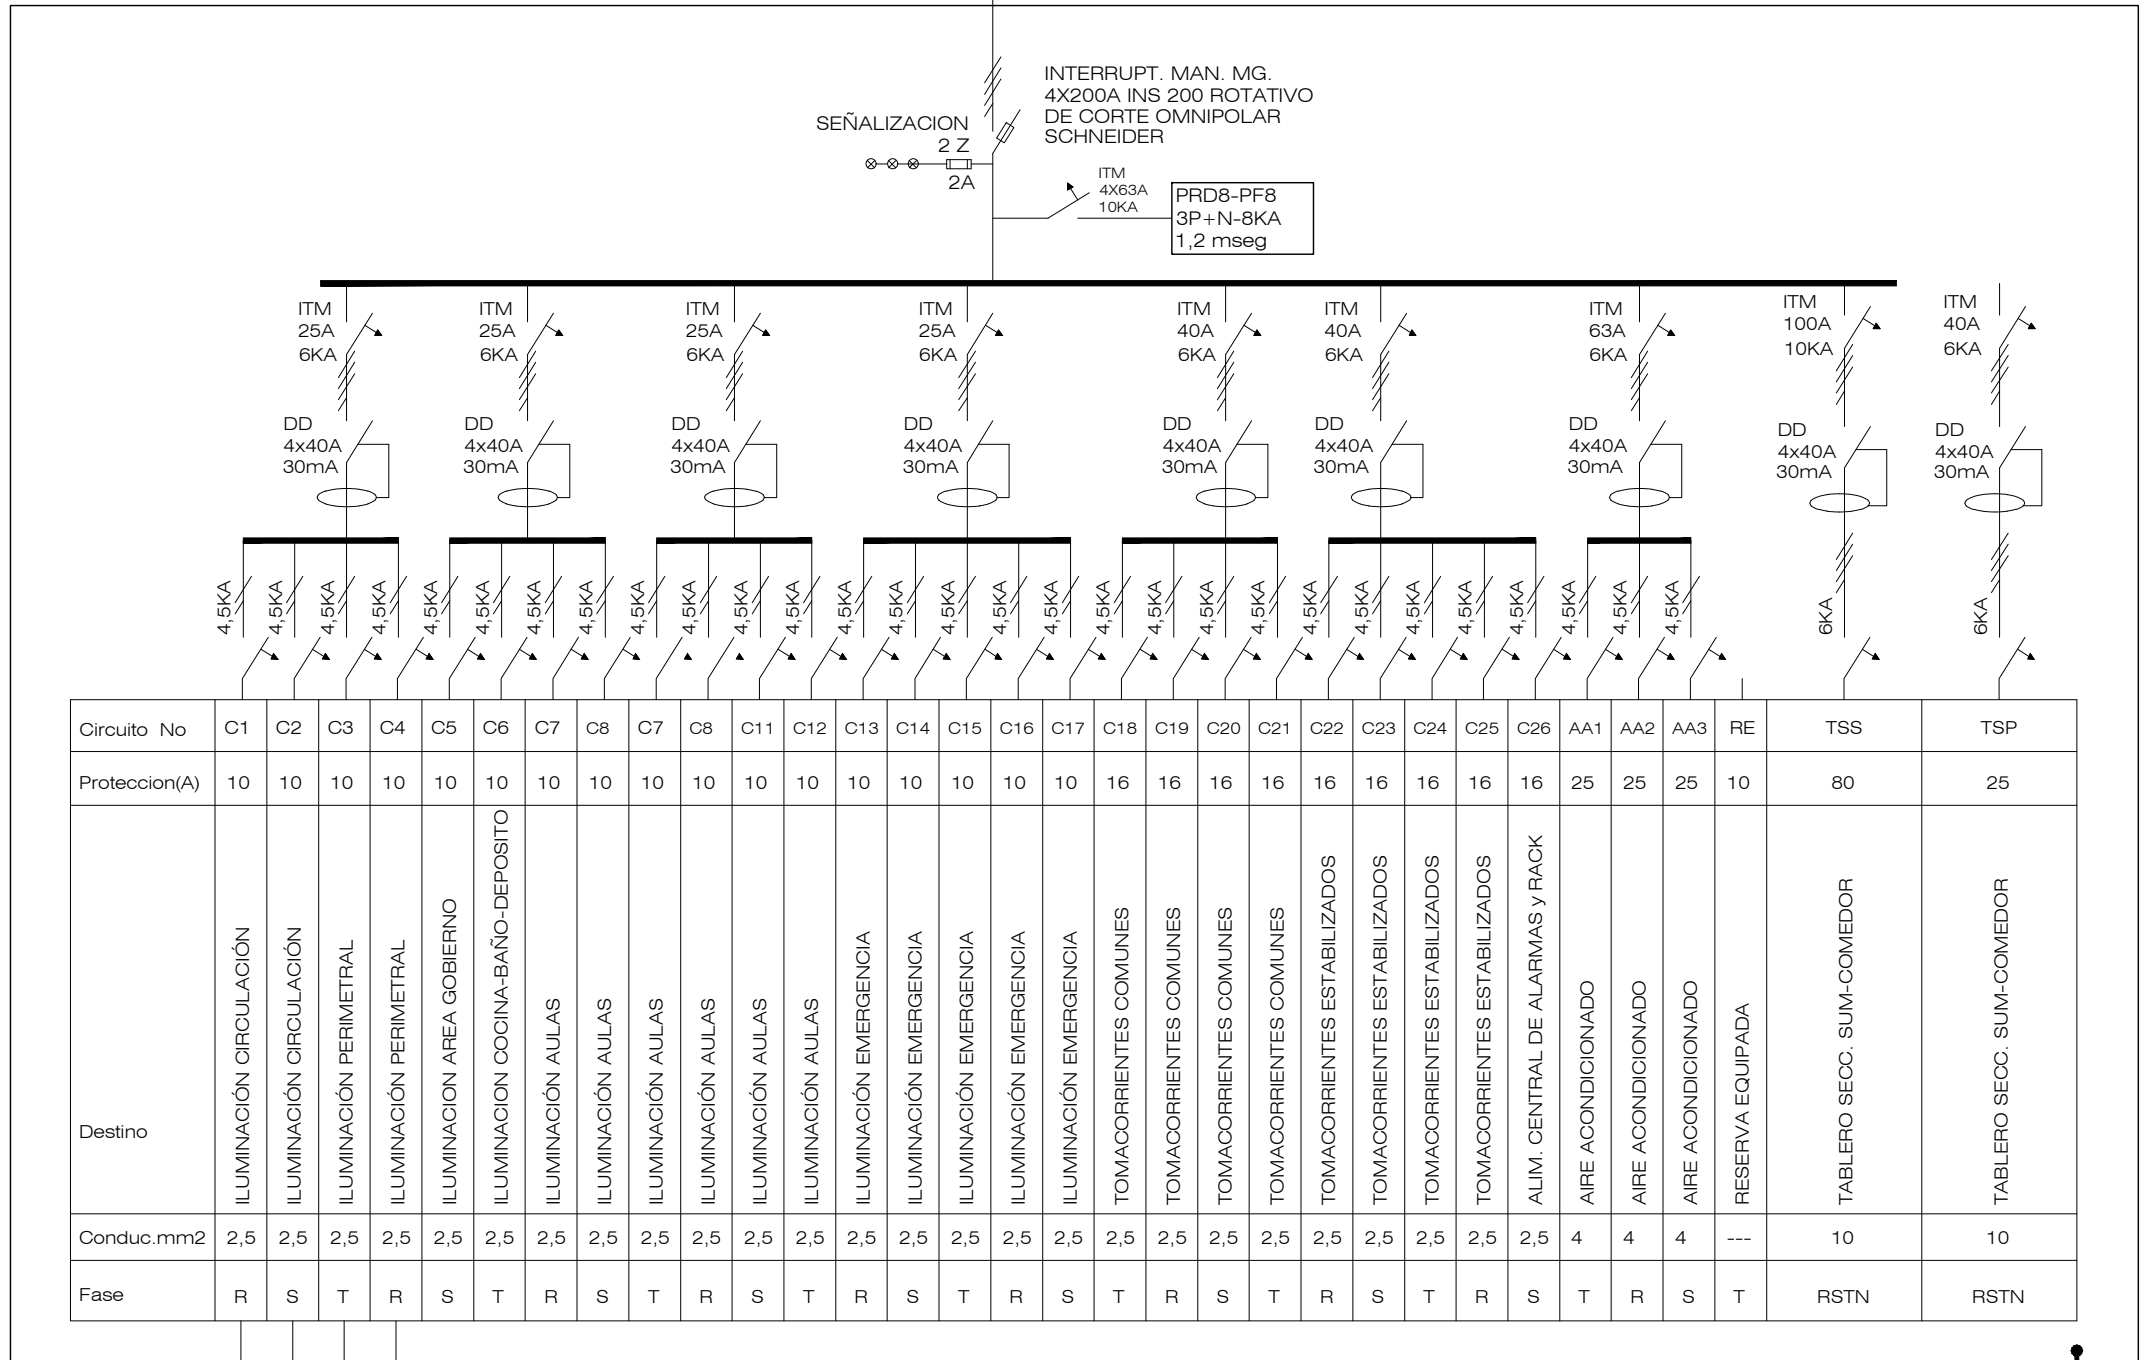 INTERRUPT. MAN. MG.
4X200A INS 200 ROTATIVO
DE CORTE OMNIPOLAR
SCHNEIDER
SEÑALIZACION
2 Z
2A
ITM
4X63A
10KA
PRD8-PF8
3P+N-8KA
1,2 mseg
ITM
25A
6KA
ITM
25A
6KA
ITM
25A
6KA
ITM
25A
6KA
ITM
40A
6KA
ITM
40A
6KA
ITM
63A
6KA
ITM
100A
10KA
ITM
40A
6KA
DD
4x40A
30mA
DD
4x40A
30mA
DD
4x40A
30mA
DD
4x40A
30mA
DD
4x40A
30mA
DD
4x40A
30mA
DD
4x40A
30mA
DD
4x40A
30mA
DD
4x40A
30mA
4,5KA 4,5KA 4,5KA 4,5KA 4,5KA 4,5KA 4,5KA 4,5KA 4,5KA 4,5KA 4,5KA 4,5KA 4,5KA 4,5KA 4,5KA 4,5KA 4,5KA 4,5KA 4,5KA 4,5KA 4,5KA 4,5KA 4,5KA 4,5KA 4,5KA 4,5KA 4,5KA 4,5KA 4,5KA 6KA 6KA
Circuito No C1 C2 C3 C4 C5 C6 C7 C8 C7 C8 C11 C12 C13 C14 C15 C16 C17 C18 C19 C20 C21 C22 C23 C24 C25 C26 AA1 AA2 AA3 RE TSS TSP
Proteccion(A) 10 10 10 10 10 10 10 10 10 10 10 10 10 10 10 10 10 16 16 16 16 16 16 16 16 16 25 25 25 10 80 25
Destino
ILUMINACIÓN CIRCULACIÓN
ILUMINACIÓN CIRCULACIÓN
ILUMINACIÓN PERIMETRAL
ILUMINACIÓN PERIMETRAL
ILUMINACION AREA GOBIERNO
ILUMINACION COCINA-BAÑO-DEPOSITO
ILUMINACIÓN AULAS
ILUMINACIÓN AULAS
ILUMINACIÓN AULAS
ILUMINACIÓN AULAS
ILUMINACIÓN AULAS
ILUMINACIÓN AULAS
ILUMINACIÓN EMERGENCIA
ILUMINACIÓN EMERGENCIA
ILUMINACIÓN EMERGENCIA
ILUMINACIÓN EMERGENCIA
ILUMINACIÓN EMERGENCIA
TOMACORRIENTES COMUNES
TOMACORRIENTES COMUNES
TOMACORRIENTES COMUNES
TOMACORRIENTES COMUNES
TOMACORRIENTES ESTABILIZADOS
TOMACORRIENTES ESTABILIZADOS
TOMACORRIENTES ESTABILIZADOS
TOMACORRIENTES ESTABILIZADOS
ALIM. CENTRAL DE ALARMAS y RACK
AIRE ACONDICIONADO
AIRE ACONDICIONADO
AIRE ACONDICIONADO
RESERVA EQUIPADA
TABLERO SECC. SUM-COMEDOR
TABLERO SECC. SUM-COMEDOR
Conduc.mm2 2,5 2,5 2,5 2,5 2,5 2,5 2,5 2,5 2,5 2,5 2,5 2,5 2,5 2,5 2,5 2,5 2,5 2,5 2,5 2,5 2,5 2,5 2,5 2,5 2,5 2,5 4 4 4 --- 10 10
Fase R S T R S T R S T R S T R S T R S T R S T R S T R S T R S T RSTN RSTN